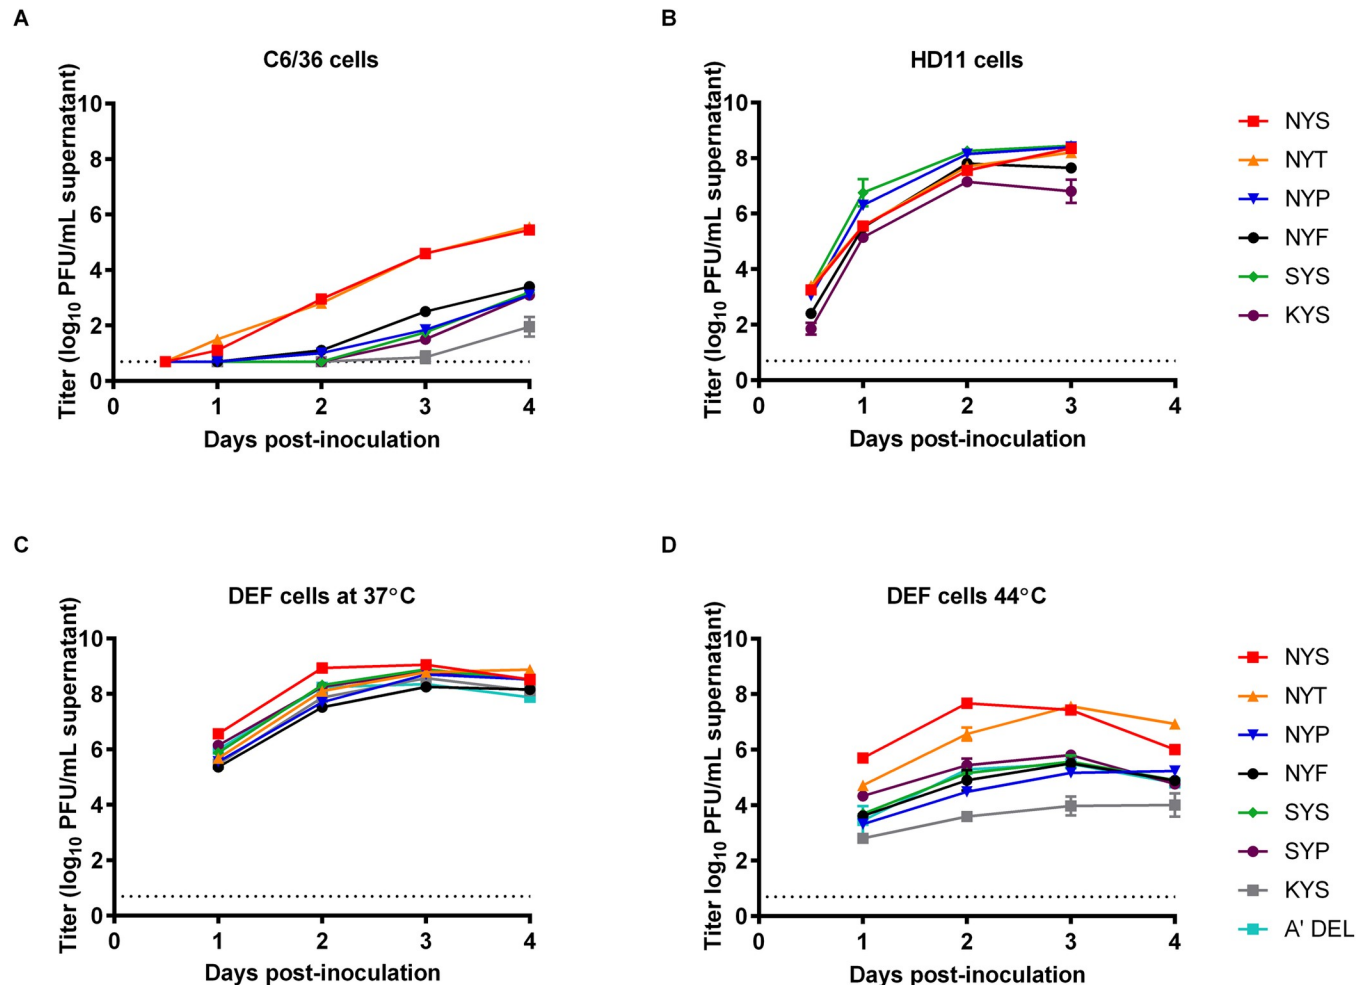 A
C6/36 cells
Titer (log10 PFU/mL supernatant)
10
8
6
4
2
0
0 1 2 3 4
Days post-inoculation
B
HD11 cells
Titer (log10 PFU/mL supernatant)
10
8
6
4
2
0
0 1 2 3 4
Days post-inoculation
NYS
NYT
NYP
NYF
SYS
KYS
C
DEF cells at 37°C
Titer (log10 PFU/mL supernatant)
10
8
6
4
2
0
0 1 2 3 4
Days post-inoculation
D
DEF cells 44°C
Titer log10 PFU/mL supernatant)
10
8
6
4
2
0
0 1 2 3 4
Days post-inoculation
NYS
NYT
NYP
NYF
SYS
SYP
KYS
A' DEL